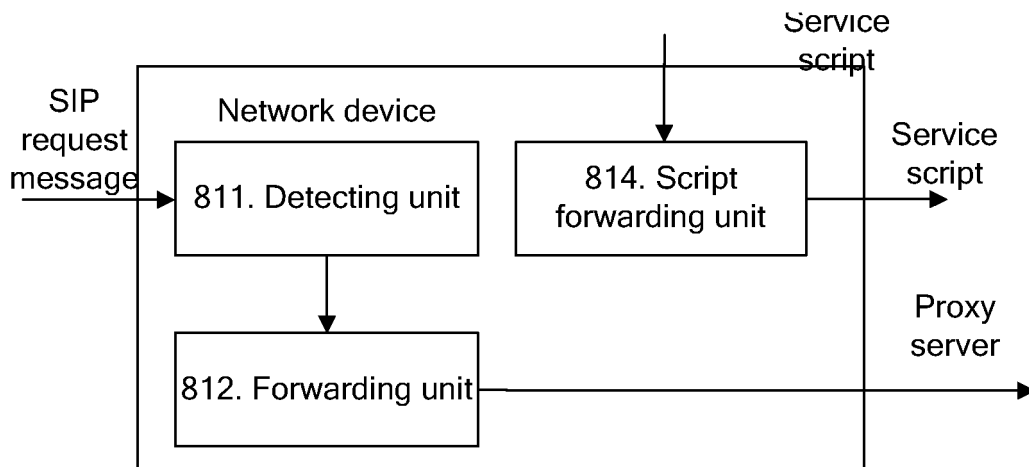 Service
script
SIP
request
message
Network device
811. Detecting unit
814. Script
forwarding unit
Service
script
812. Forwarding unit
Proxy
server